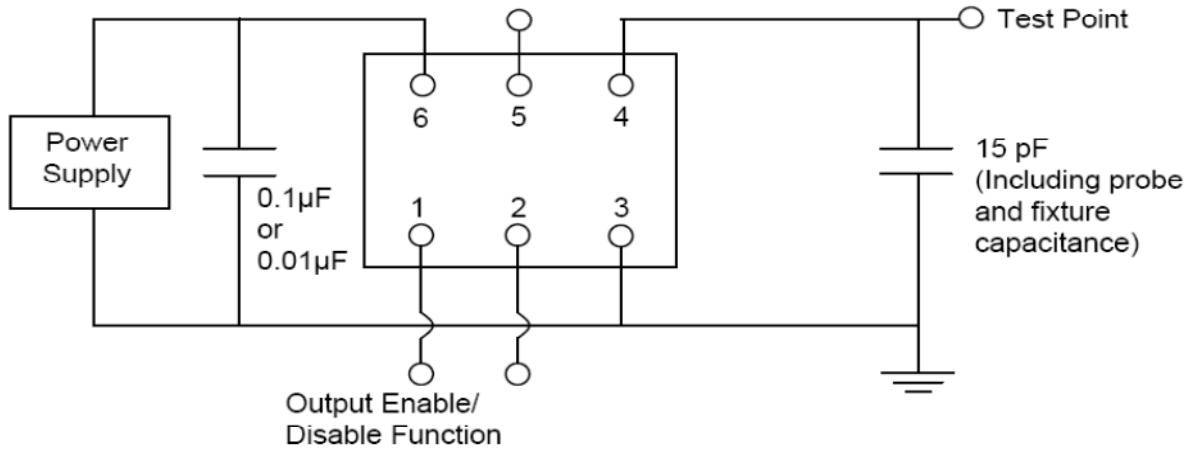 Test Point
6
5
4
Power
Supply
15 pF
(Including probe
and fixture
capacitance)
0.1µF
or
0.01µF
1
2
3
Output Enable/
Disable Function